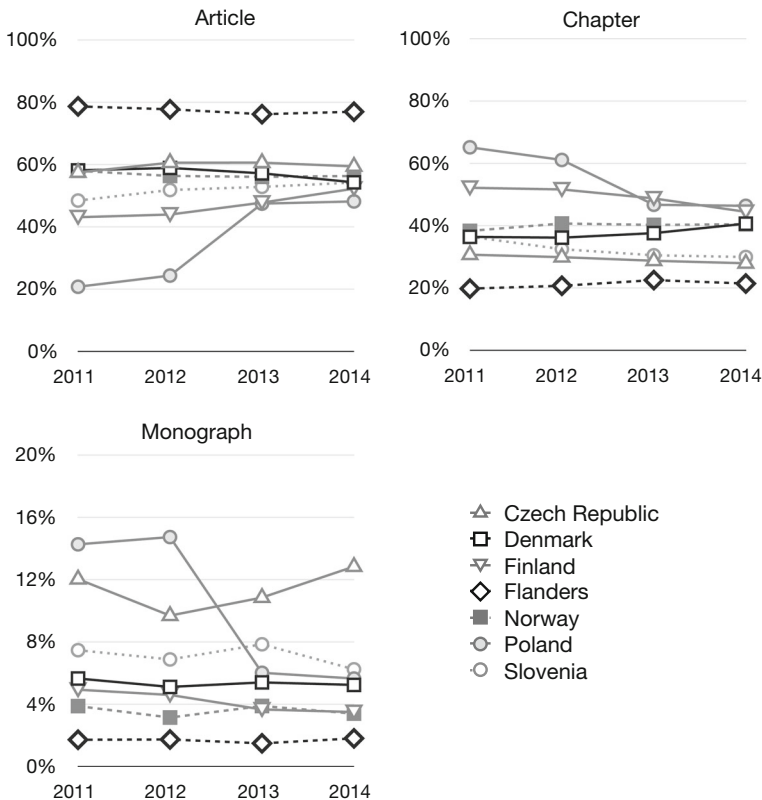 Article
100%
80%
60%
40%
20%
0%
2011 2012 2013 2014
Chapter
100%
80%
60%
40%
20%
0%
2011 2012 2013 2014
Monograph
20%
16%
12%
8%
4%
0%
2011 2012 2013 2014
Czech Republic
Denmark
Finland
Flanders
Norway
Poland
Slovenia